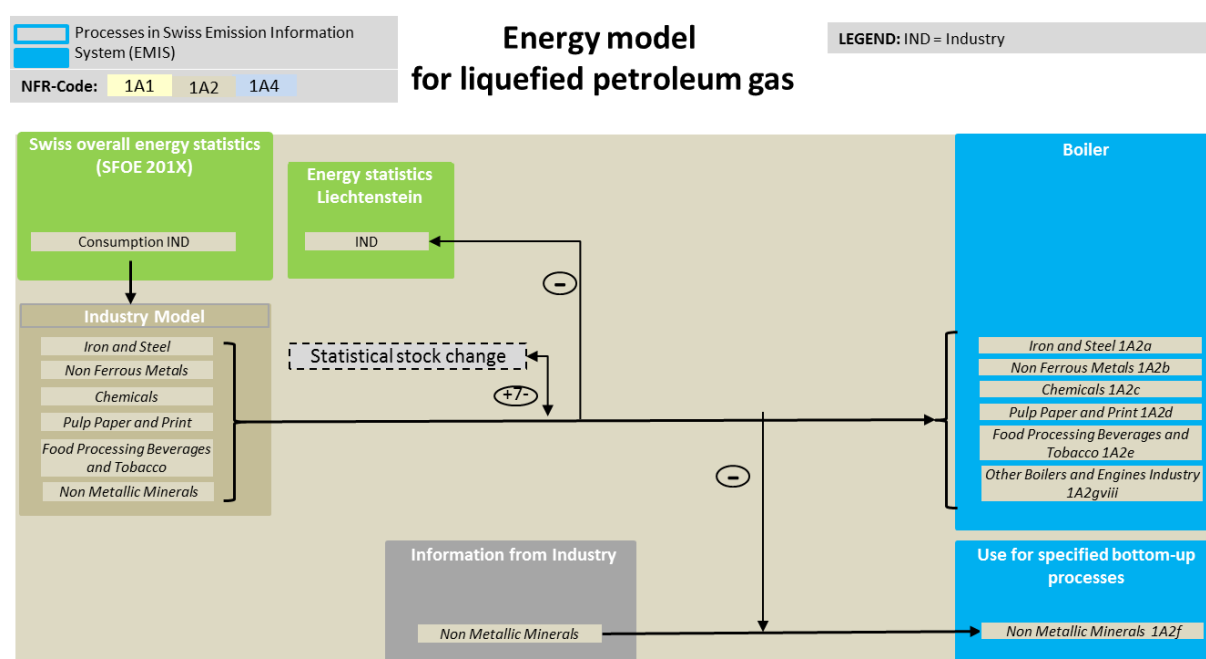 Processes in Swiss Emission Information
System (EMIS)
NFR-Code: 1A1 1A2 1A4
Energy model
for liquefied petroleum gas
LEGEND: IND = Industry
Swiss overall energy statistics
(SFOE 201X)
Consumption IND
Energy statistics
Liechtenstein
IND
-
Industry Model
Iron and Steel
Non Ferrous Metals
Chemicals
Pulp Paper and Print
Food Processing Beverages
and Tobacco
Non Metallic Minerals
Statistical stock change
+7-
-
Boiler
Iron and Steel 1A2a
Non Ferrous Metals 1A2b
Chemicals 1A2c
Pulp Paper and Print 1A2d
Food Processing Beverages and
Tobacco 1A2e
Other Boilers and Engines Industry
1A2gviii
Information from Industry
Non Metallic Minerals
Use for specified bottom-up
processes
Non Metallic Minerals 1A2f